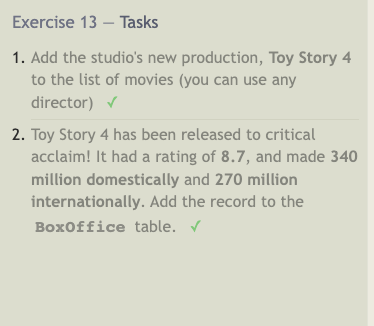 Exercise 13 — Tasks
1. Add the studio's new production, Toy Story 4
to the list of movies (you can use any
director) ✓
2. Toy Story 4 has been released to critical
acclaim! It had a rating of 8.7, and made 340
million domestically and 270 million
internationally. Add the record to the
BoxOffice table. ✓